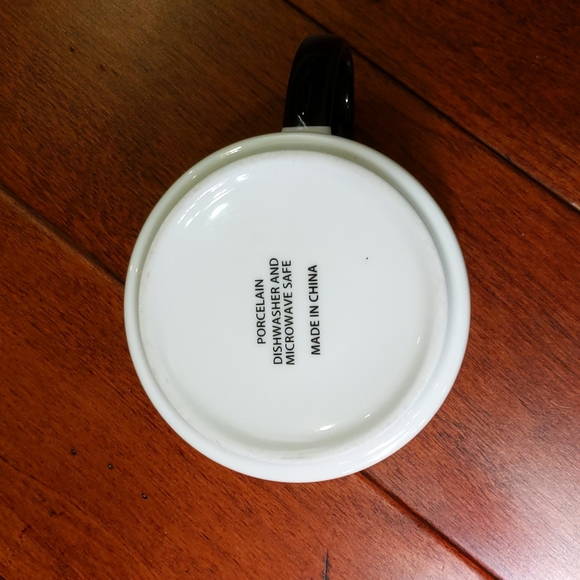 PORCELAIN
DISHWASHER AND
MICROWAVE SAFE
MADE IN CHINA